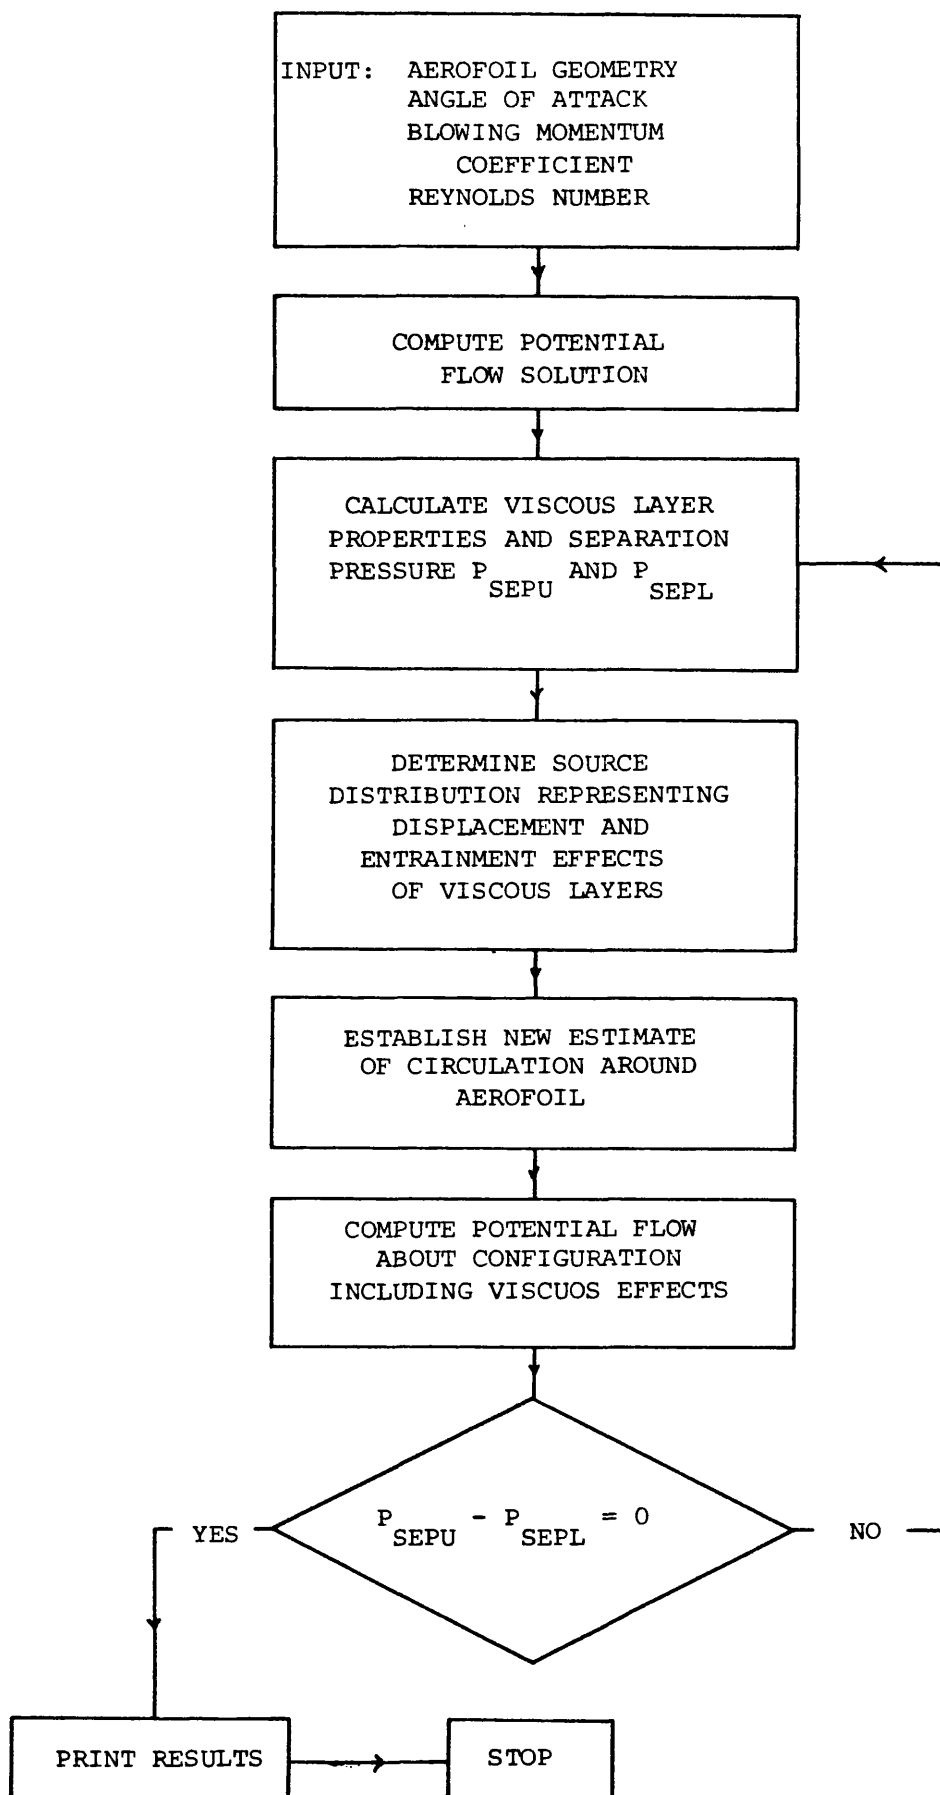 INPUT: AEROFOIL GEOMETRY
ANGLE OF ATTACK
BLOWING MOMENTUM
COEFFICIENT
REYNOLDS NUMBER
COMPUTE POTENTIAL
FLOW SOLUTION
CALCULATE VISCOUS LAYER
PROPERTIES AND SEPARATION
PRESSURE P SEPU AND P SEPL
DETERMINE SOURCE
DISTRIBUTION REPRESENTING
DISPLACEMENT AND
ENTRAINMENT EFFECTS
OF VISCOUS LAYERS
ESTABLISH NEW ESTIMATE
OF CIRCULATION AROUND
AEROFOIL
COMPUTE POTENTIAL FLOW
ABOUT CONFIGURATION
INCLUDING VISCUOS EFFECTS
P SEPU - P SEPL = 0
YES
NO
PRINT RESULTS
STOP